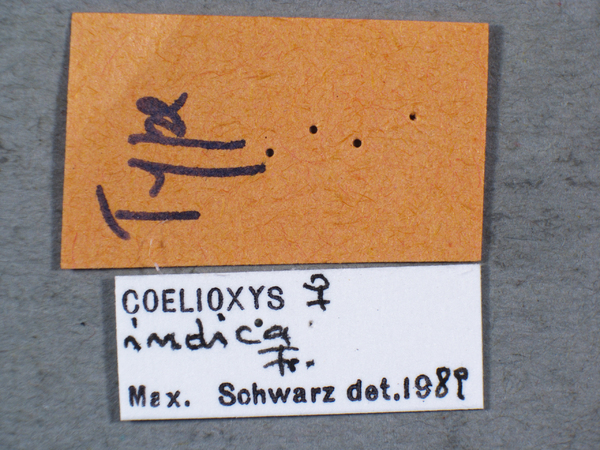 Type
COELIOXYS ♀
indica
Fr.
Max. Schwarz det.1989